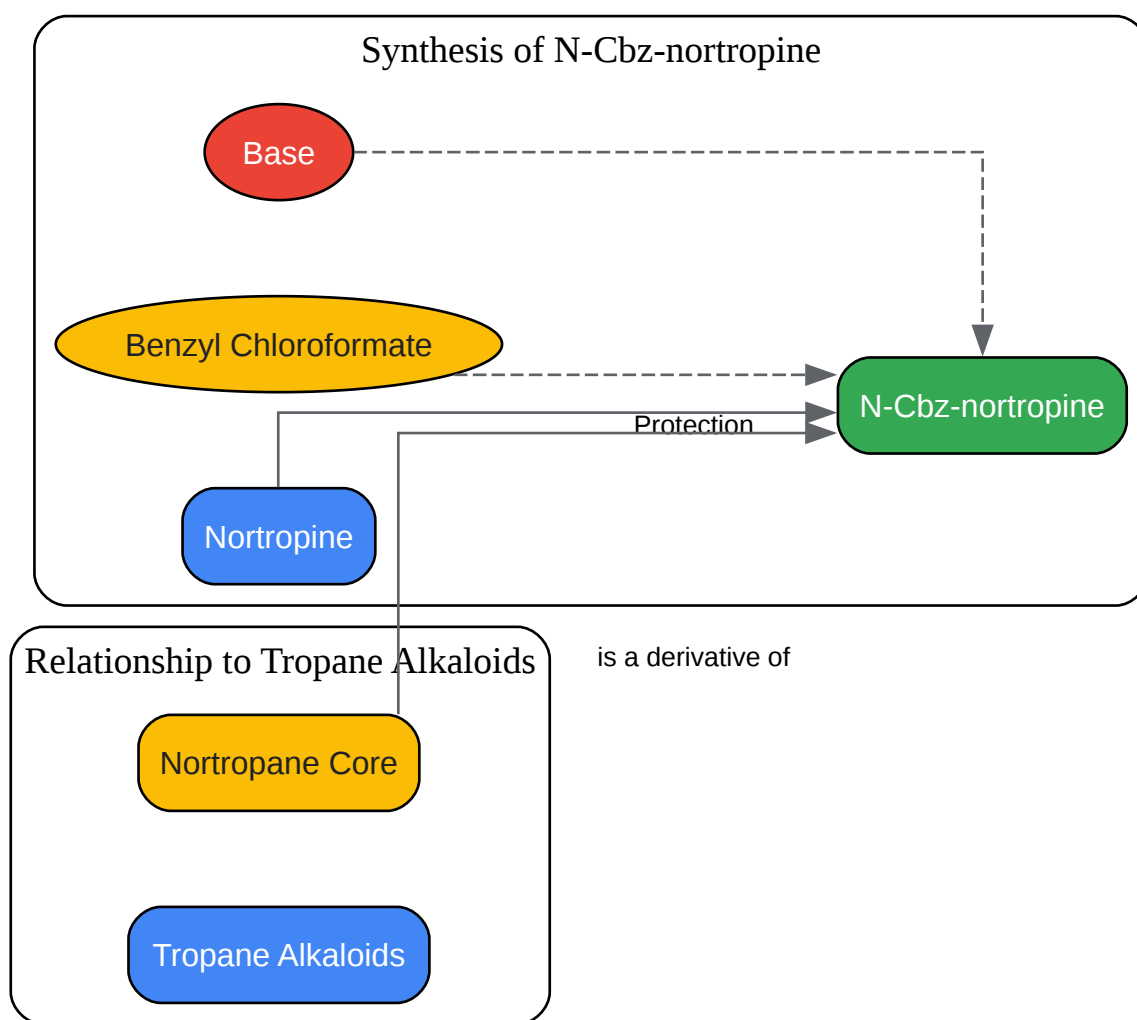 Synthesis of N-Cbz-nortropine
Base
Benzyl Chloroformate
N-Cbz-nortropine
Protection
Nortropine
Relationship to Tropane Alkaloids
is a derivative of
Nortropane Core
Tropane Alkaloids